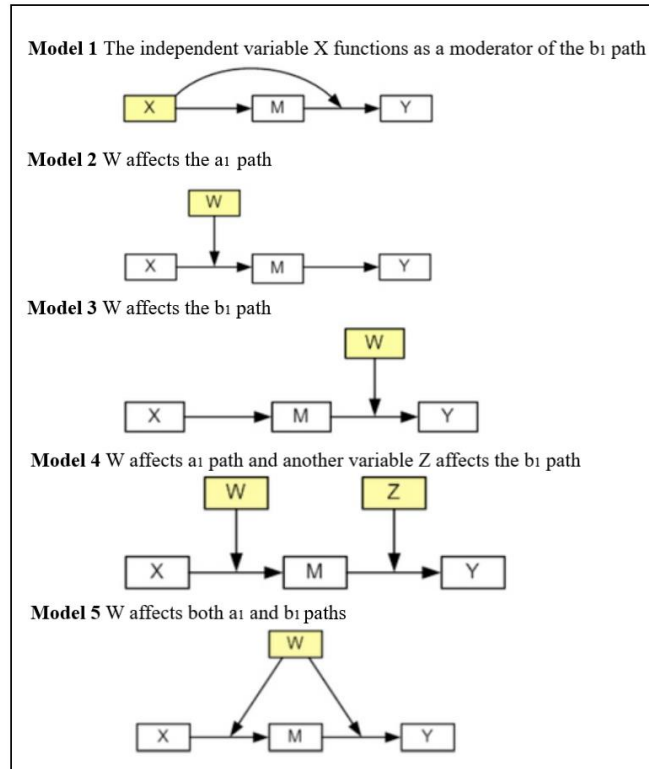 Model 1 The independent variable X functions as a moderator of the b1 path
X M Y
Model 2 W affects the a1 path
W
X M Y
Model 3 W affects the b1 path
W
X M Y
Model 4 W affects a1 path and another variable Z affects the b1 path
W Z
X M Y
Model 5 W affects both a1 and b1 paths
W
X M Y